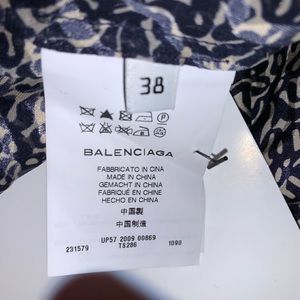 38
BALENCIAGA
FABBRICATO IN CINA
MADE IN CHINA
GEMACHT IN CHINA
FABRIQUÉ EN CHINE
HECHO EN CHINA
中国製
中国制造
UP57 2009 00869
231579 TS286 1090